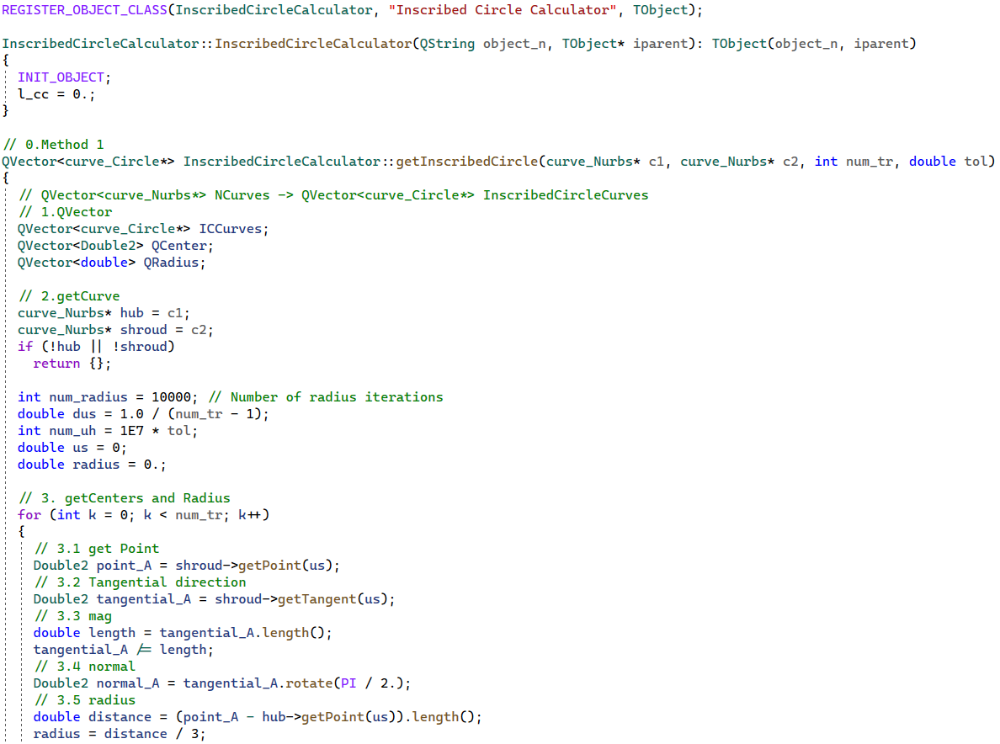 REGISTER_OBJECT_CLASS(InscribedCircleCalculator, "Inscribed Circle Calculator", TObject);

InscribedCircleCalculator::InscribedCircleCalculator(QString object_n, TObject* iparent): TObject(object_n, iparent)
{
  INIT_OBJECT;
  l_cc = 0.;
}

// 0.Method 1
QVector<curve_Circle*> InscribedCircleCalculator::getInscribedCircle(curve_Nurbs* c1, curve_Nurbs* c2, int num_tr, double tol)
{
  // QVector<curve_Nurbs*> NCurves -> QVector<curve_Circle*> InscribedCircleCurves
  // 1.QVector
  QVector<curve_Circle*> ICCurves;
  QVector<Double2> QCenter;
  QVector<double> QRadius;

  // 2.getCurve
  curve_Nurbs* hub = c1;
  curve_Nurbs* shroud = c2;
  if (!hub || !shroud)
    return {};

  int num_radius = 10000; // Number of radius iterations
  double dus = 1.0 / (num_tr - 1);
  int num_uh = 1E7 * tol;
  double us = 0;
  double radius = 0.;

  // 3. getCenters and Radius
  for (int k = 0; k < num_tr; k++)
  {
    // 3.1 get Point
    Double2 point_A = shroud->getPoint(us);
    // 3.2 Tangential direction
    Double2 tangential_A = shroud->getTangent(us);
    // 3.3 mag
    double length = tangential_A.length();
    tangential_A /= length;
    // 3.4 normal
    Double2 normal_A = tangential_A.rotate(PI / 2.);
    // 3.5 radius
    double distance = (point_A - hub->getPoint(us)).length();
    radius = distance / 3;